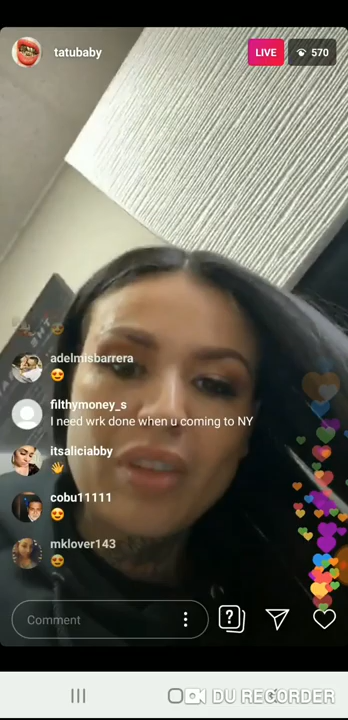 tatubaby
LIVE
570
adelmisbarrera
😍
filthymoney_s
I need wrk done when u coming to NY
itsaliciabby
👋
cobu11111
😍
mklover143
😍
Comment
?
DU RECORDER